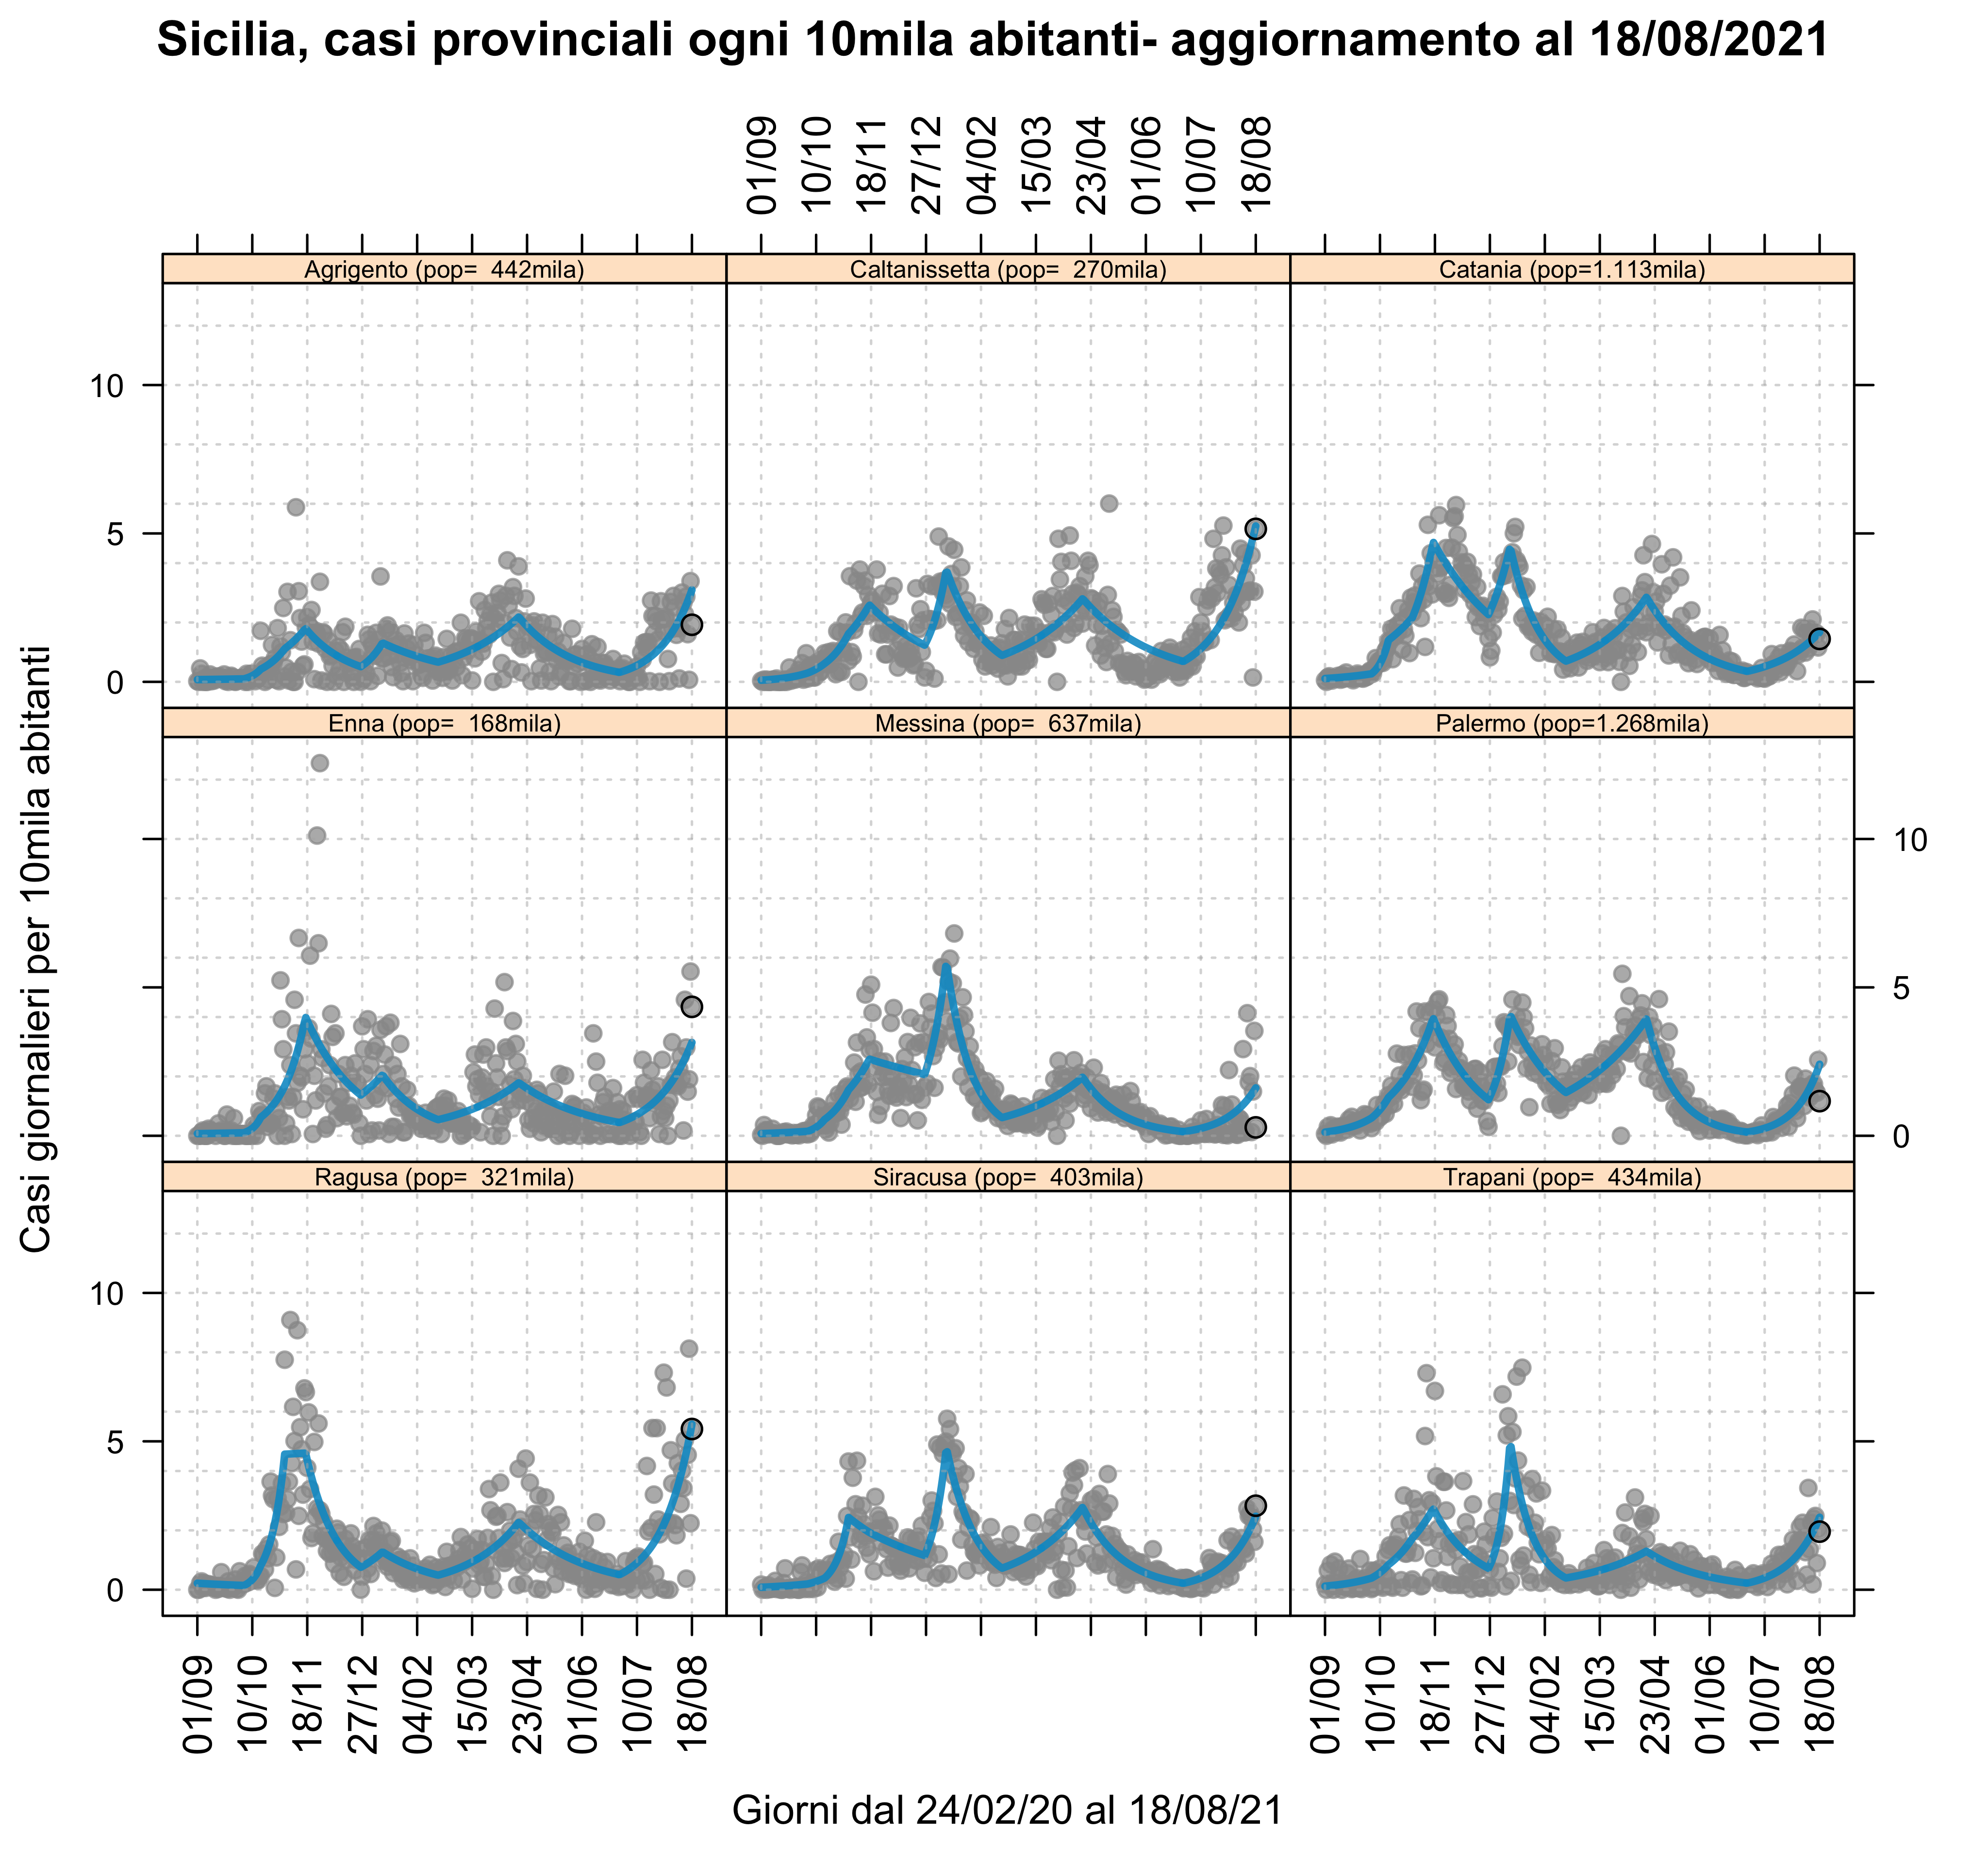 Sicilia, casi provinciali ogni 10mila abitanti- aggiornamento al 18/08/2021
01/09 10/10 18/11 27/12 04/02 15/03 23/04 01/06 10/07 18/08
Agrigento (pop=  442mila) Caltanissetta (pop=  270mila) Catania (pop=1.113mila)
10
5
0
Enna (pop=  168mila) Messina (pop=  637mila) Palermo (pop=1.268mila)
10
5
0
Ragusa (pop=  321mila) Siracusa (pop=  403mila) Trapani (pop=  434mila)
10
5
0
Casi giornalieri per 10mila abitanti
01/09 10/10 18/11 27/12 04/02 15/03 23/04 01/06 10/07 18/08 01/09 10/10 18/11 27/12 04/02 15/03 23/04 01/06 10/07 18/08
Giorni dal 24/02/20 al 18/08/21